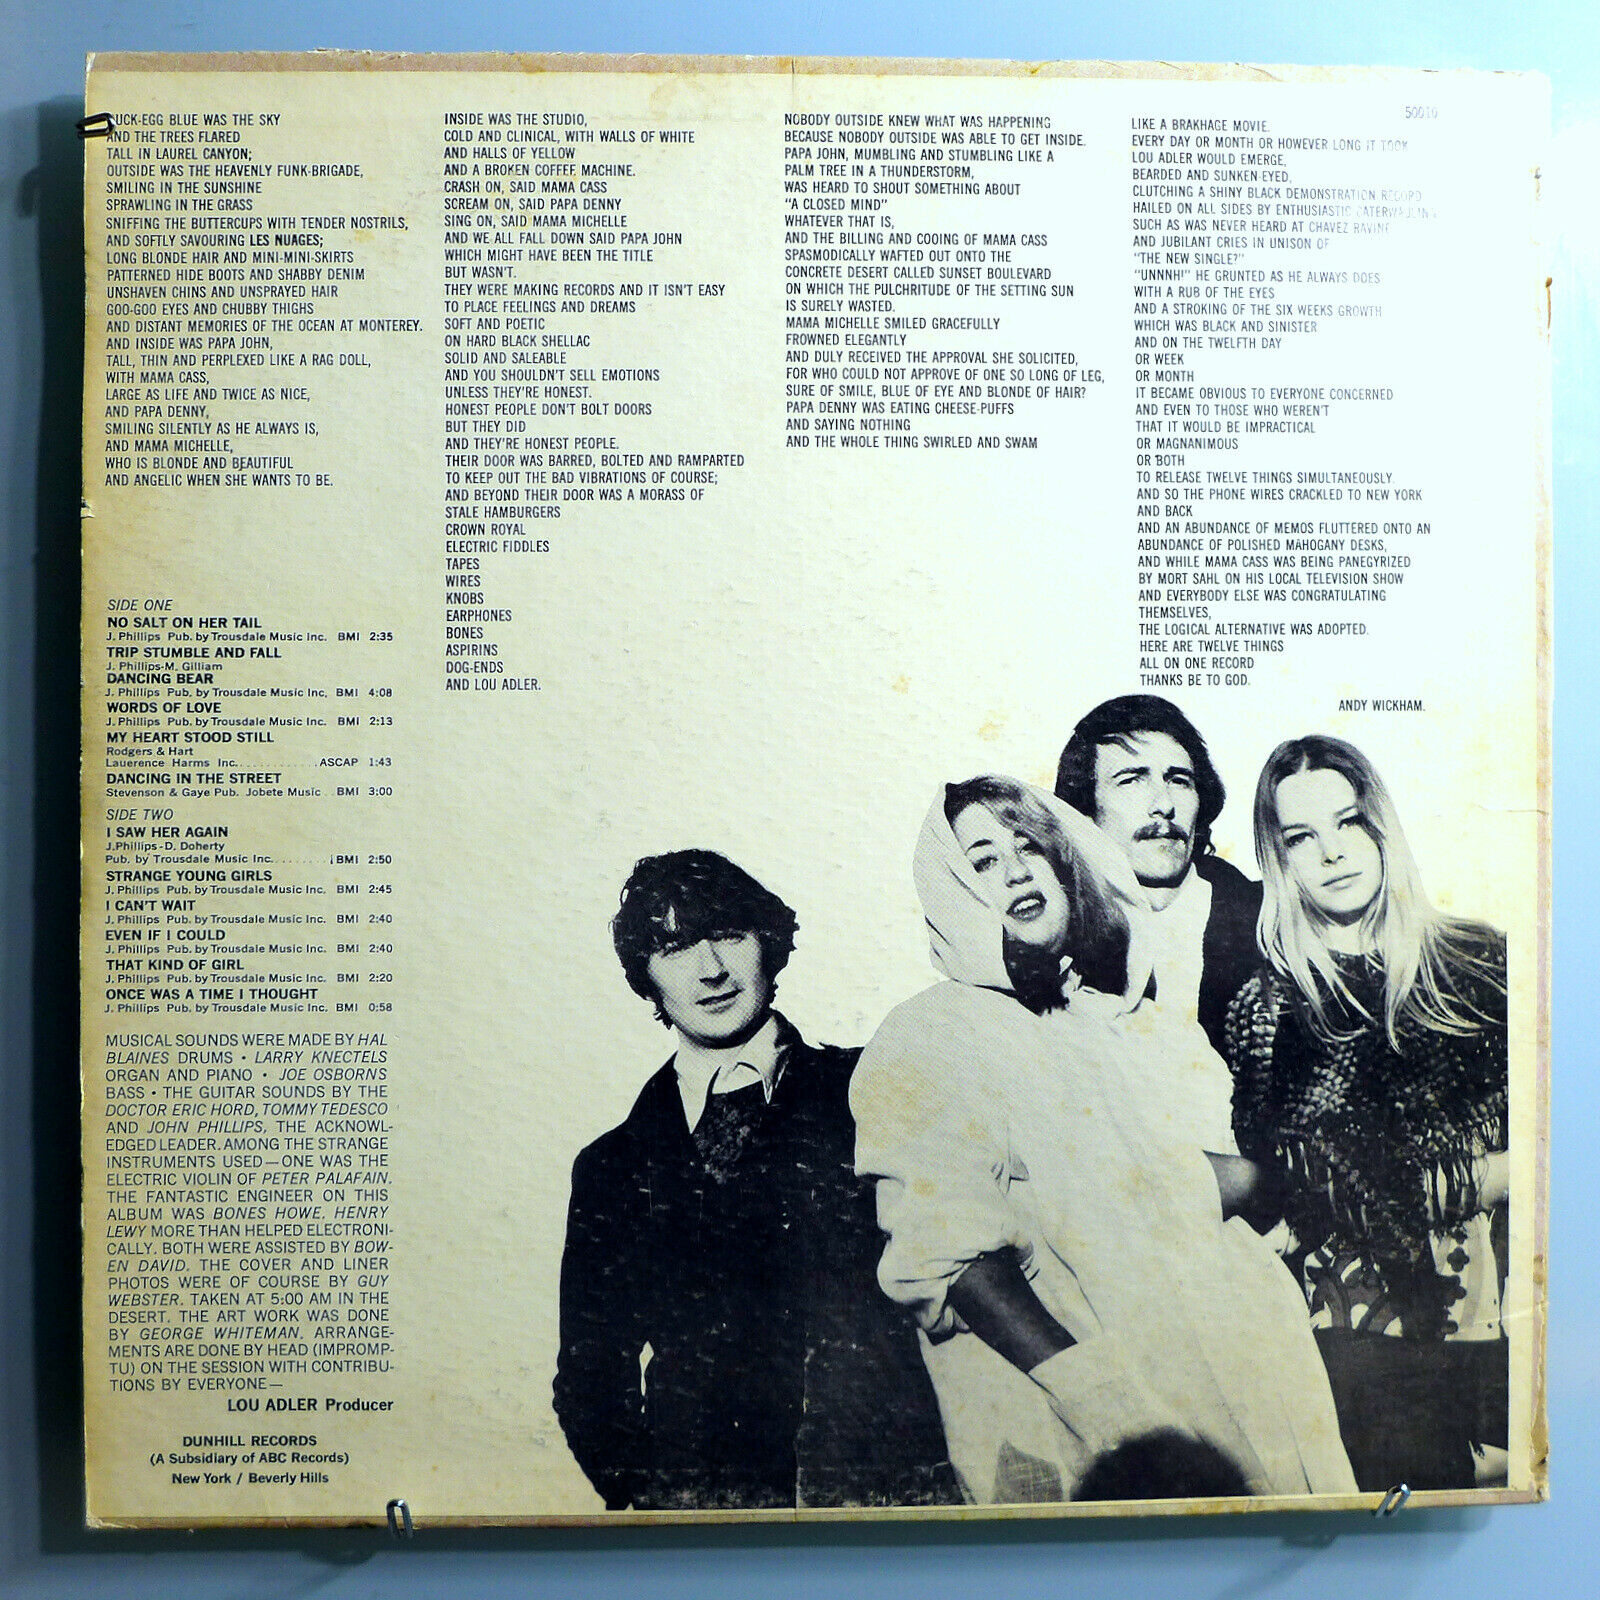 UCK-EGG BLUE WAS THE SKY
AND THE TREES FLARED
TALL IN LAUREL CANYON;
OUTSIDE WAS THE HEAVENLY FUNK-BRIGADE,
SMILING IN THE SUNSHINE
SPRAWLING IN THE GRASS
SNIFFING THE BUTTERCUPS WITH TENDER NOSTRILS,
AND SOFTLY SAVOURING LES NUAGES;
LONG BLONDE HAIR AND MINI-MINI-SKIRTS
PATTERNED HIDE BOOTS AND SHABBY DENIM
UNSHAVEN CHINS AND UNSPRAYED HAIR
GOO-GOO EYES AND CHUBBY THIGHS
AND DISTANT MEMORIES OF THE OCEAN AT MONTEREY.
AND INSIDE WAS PAPA JOHN,
TALL, THIN AND PERPLEXED LIKE A RAG DOLL,
WITH MAMA CASS,
LARGE AS LIFE AND TWICE AS NICE,
AND PAPA DENNY,
SMILING SILENTLY AS HE ALWAYS IS,
AND MAMA MICHELLE,
WHO IS BLONDE AND BEAUTIFUL
AND ANGELIC WHEN SHE WANTS TO BE.
INSIDE WAS THE STUDIO,
COLD AND CLINICAL, WITH WALLS OF WHITE
AND HALLS OF YELLOW
AND A BROKEN COFFEE MACHINE.
CRASH ON, SAID MAMA CASS
SCREAM ON, SAID PAPA DENNY
SING ON, SAID MAMA MICHELLE
AND WE ALL FALL DOWN SAID PAPA JOHN
WHICH MIGHT HAVE BEEN THE TITLE
BUT WASN'T.
THEY WERE MAKING RECORDS AND IT ISN'T EASY
TO PLACE FEELINGS AND DREAMS
SOFT AND POETIC
ON HARD BLACK SHELLAC
SOLID AND SALEABLE
AND YOU SHOULDN'T SELL EMOTIONS
UNLESS THEY'RE HONEST.
HONEST PEOPLE DON'T BOLT DOORS
BUT THEY DID
AND THEY'RE HONEST PEOPLE.
THEIR DOOR WAS BARRED, BOLTED AND RAMPARTED
TO KEEP OUT THE BAD VIBRATIONS OF COURSE;
AND BEYOND THEIR DOOR WAS A MORASS OF
STALE HAMBURGERS
CROWN ROYAL
ELECTRIC FIDDLES
TAPES
WIRES
KNOBS
EARPHONES
BONES
ASPIRINS
DOG-ENDS
AND LOU ADLER.
NOBODY OUTSIDE KNEW WHAT WAS HAPPENING
BECAUSE NOBODY OUTSIDE WAS ABLE TO GET INSIDE.
PAPA JOHN, MUMBLING AND STUMBLING LIKE A
PALM TREE IN A THUNDERSTORM,
WAS HEARD TO SHOUT SOMETHING ABOUT
"A CLOSED MIND"
WHATEVER THAT IS,
AND THE BILLING AND COOING OF MAMA CASS
SPASMODICALLY WAFTED OUT ONTO THE
CONCRETE DESERT CALLED SUNSET BOULEVARD
ON WHICH THE PULCHRITUDE OF THE SETTING SUN
IS SURELY WASTED.
MAMA MICHELLE SMILED GRACEFULLY
FROWNED ELEGANTLY
AND DULY RECEIVED THE APPROVAL SHE SOLICITED,
FOR WHO COULD NOT APPROVE OF ONE SO LONG OF LEG,
SURE OF SMILE, BLUE OF EYE AND BLONDE OF HAIR?
PAPA DENNY WAS EATING CHEESE-PUFFS
AND SAYING NOTHING
AND THE WHOLE THING SWIRLED AND SWAM
50010
LIKE A BRAKHAGE MOVIE.
EVERY DAY OR MONTH OR HOWEVER LONG IT TOOK
LOU ADLER WOULD EMERGE,
BEARDED AND SUNKEN-EYED,
CLUTCHING A SHINY BLACK DEMONSTRATION RECORD
HAILED ON ALL SIDES BY ENTHUSIASTIC CATERWAULING
SUCH AS WAS NEVER HEARD AT CHAVEZ RAVINE
AND JUBILANT CRIES IN UNISON OF
"THE NEW SINGLE?"
"UNNNH!" HE GRUNTED AS HE ALWAYS DOES
WITH A RUB OF THE EYES
AND A STROKING OF THE SIX WEEKS GROWTH
WHICH WAS BLACK AND SINISTER
AND ON THE TWELFTH DAY
OR WEEK
OR MONTH
IT BECAME OBVIOUS TO EVERYONE CONCERNED
AND EVEN TO THOSE WHO WEREN'T
THAT IT WOULD BE IMPRACTICAL
OR MAGNANIMOUS
OR BOTH
TO RELEASE TWELVE THINGS SIMULTANEOUSLY.
AND SO THE PHONE WIRES CRACKLED TO NEW YORK
AND BACK
AND AN ABUNDANCE OF MEMOS FLUTTERED ONTO AN
ABUNDANCE OF POLISHED MAHOGANY DESKS,
AND WHILE MAMA CASS WAS BEING PANEGYRIZED
BY MORT SAHL ON HIS LOCAL TELEVISION SHOW
AND EVERYBODY ELSE WAS CONGRATULATING
THEMSELVES,
THE LOGICAL ALTERNATIVE WAS ADOPTED.
HERE ARE TWELVE THINGS
ALL ON ONE RECORD
THANKS BE TO GOD.
ANDY WICKHAM.
SIDE ONE
NO SALT ON HER TAIL
J. Phillips Pub. by Trousdale Music Inc. BMI 2:35
TRIP STUMBLE AND FALL
J. Phillips-M. Gilliam
DANCING BEAR
J. Phillips Pub. by Trousdale Music Inc. BMI 4:08
WORDS OF LOVE
J. Phillips Pub. by Trousdale Music Inc. BMI 2:13
MY HEART STOOD STILL
Rodgers & Hart
Lauerence Harms Inc. ............ ASCAP 1:43
DANCING IN THE STREET
Stevenson & Gaye Pub. Jobete Music .. BMI 3:00
SIDE TWO
I SAW HER AGAIN
J.Phillips-D. Doherty
Pub. by Trousdale Music Inc. ........ BMI 2:50
STRANGE YOUNG GIRLS
J. Phillips Pub. by Trousdale Music Inc. BMI 2:45
I CAN'T WAIT
J. Phillips Pub. by Trousdale Music Inc. BMI 2:40
EVEN IF I COULD
J. Phillips Pub. by Trousdale Music Inc. BMI 2:40
THAT KIND OF GIRL
J. Phillips Pub. by Trousdale Music Inc. BMI 2:20
ONCE WAS A TIME I THOUGHT
J. Phillips Pub. by Trousdale Music Inc. BMI 0:58
MUSICAL SOUNDS WERE MADE BY HAL
BLAINES DRUMS • LARRY KNECTELS
ORGAN AND PIANO • JOE OSBORNS
BASS • THE GUITAR SOUNDS BY THE
DOCTOR ERIC HORD, TOMMY TEDESCO
AND JOHN PHILLIPS, THE ACKNOWL-
EDGED LEADER. AMONG THE STRANGE
INSTRUMENTS USED—ONE WAS THE
ELECTRIC VIOLIN OF PETER PALAFAIN.
THE FANTASTIC ENGINEER ON THIS
ALBUM WAS BONES HOWE, HENRY
LEWY MORE THAN HELPED ELECTRONI-
CALLY. BOTH WERE ASSISTED BY BOW-
EN DAVID. THE COVER AND LINER
PHOTOS WERE OF COURSE BY GUY
WEBSTER. TAKEN AT 5:00 AM IN THE
DESERT. THE ART WORK WAS DONE
BY GEORGE WHITEMAN. ARRANGE-
MENTS ARE DONE BY HEAD (IMPROMP-
TU) ON THE SESSION WITH CONTRIBU-
TIONS BY EVERYONE—
LOU ADLER Producer
DUNHILL RECORDS
(A Subsidiary of ABC Records)
New York / Beverly Hills